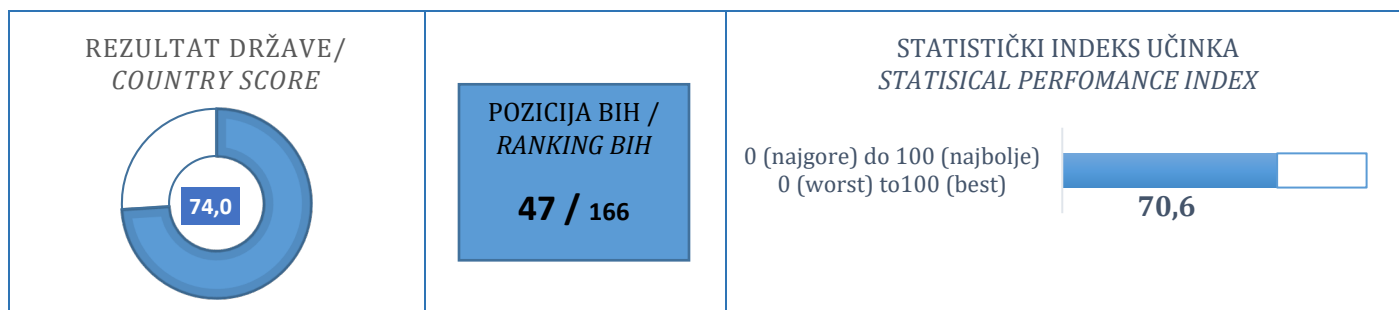 REZULTAT DRŽAVE/
COUNTRY SCORE
74,0
POZICIJA BIH /
RANKING BIH
47 / 166
STATISTIČKI INDEKS UČINKA
STATISICAL PERFOMANCE INDEX
0 (najgore) do 100 (najbolje)
0 (worst) to100 (best)
70,6